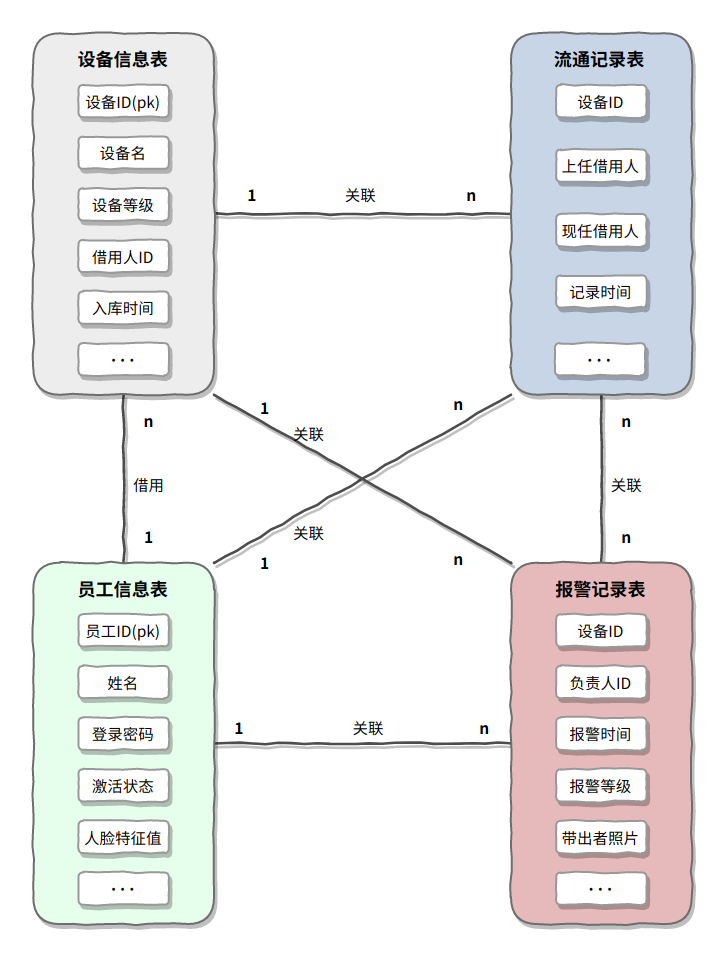 设备信息表
设备ID(pk)
设备名
设备等级
借用人ID
入库时间
...
流通记录表
设备ID
上任借用人
现任借用人
记录时间
...
1 关联 n
n
借用
1
1
关联
n
n
关联
1
n
关联
n
员工信息表
员工ID(pk)
姓名
登录密码
激活状态
人脸特征值
...
1 关联 n
报警记录表
设备ID
负责人ID
报警时间
报警等级
带出者照片
...